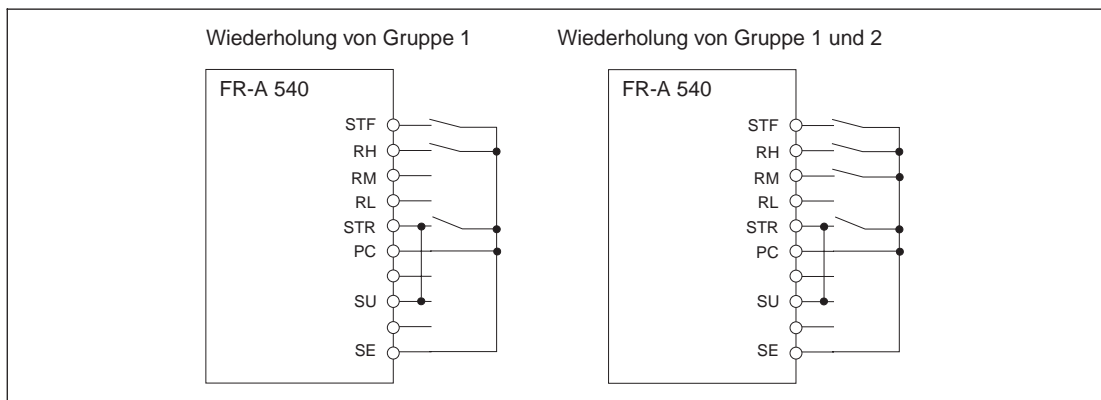 Wiederholung von Gruppe 1
FR-A 540
STF
RH
RM
RL
STR
PC
SU
SE
Wiederholung von Gruppe 1 und 2
FR-A 540
STF
RH
RM
RL
STR
PC
SU
SE